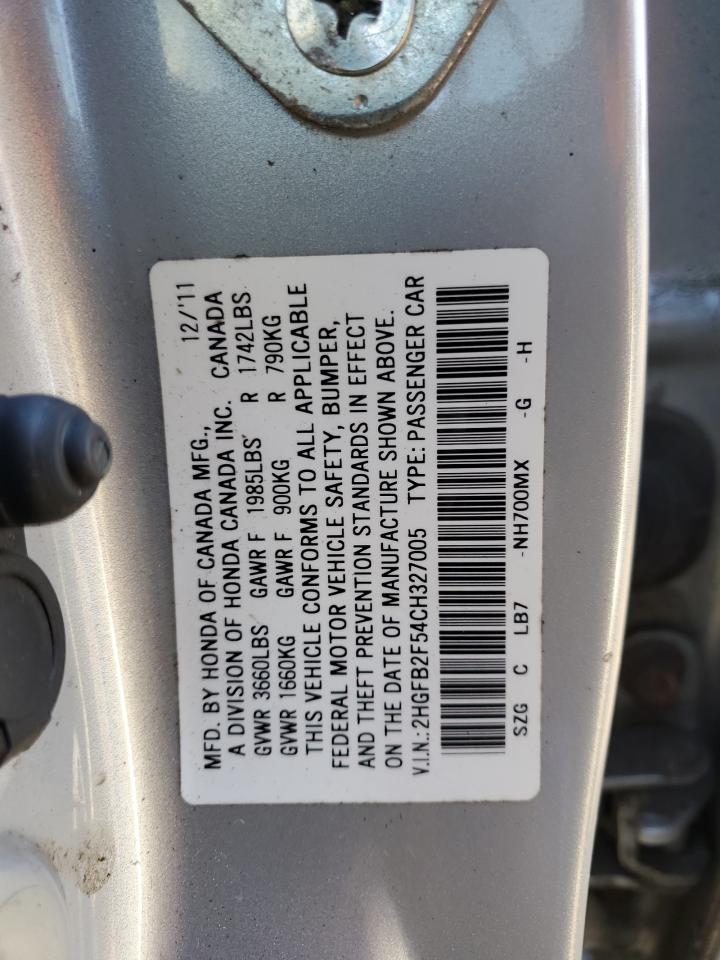 12/'11
MFD. BY HONDA OF CANADA MFG.,
A DIVISION OF HONDA CANADA INC. CANADA
GVWR 3660LBS GAWR F 1985LBS R 1742LBS
GVWR 1660KG GAWR F 900KG R 790KG
THIS VEHICLE CONFORMS TO ALL APPLICABLE
FEDERAL MOTOR VEHICLE SAFETY, BUMPER,
AND THEFT PREVENTION STANDARDS IN EFFECT
ON THE DATE OF MANUFACTURE SHOWN ABOVE.
V.I.N.: 2HGFB2F54CH327005 TYPE: PASSENGER CAR
SZG C LB7 -NH700MX -G -H